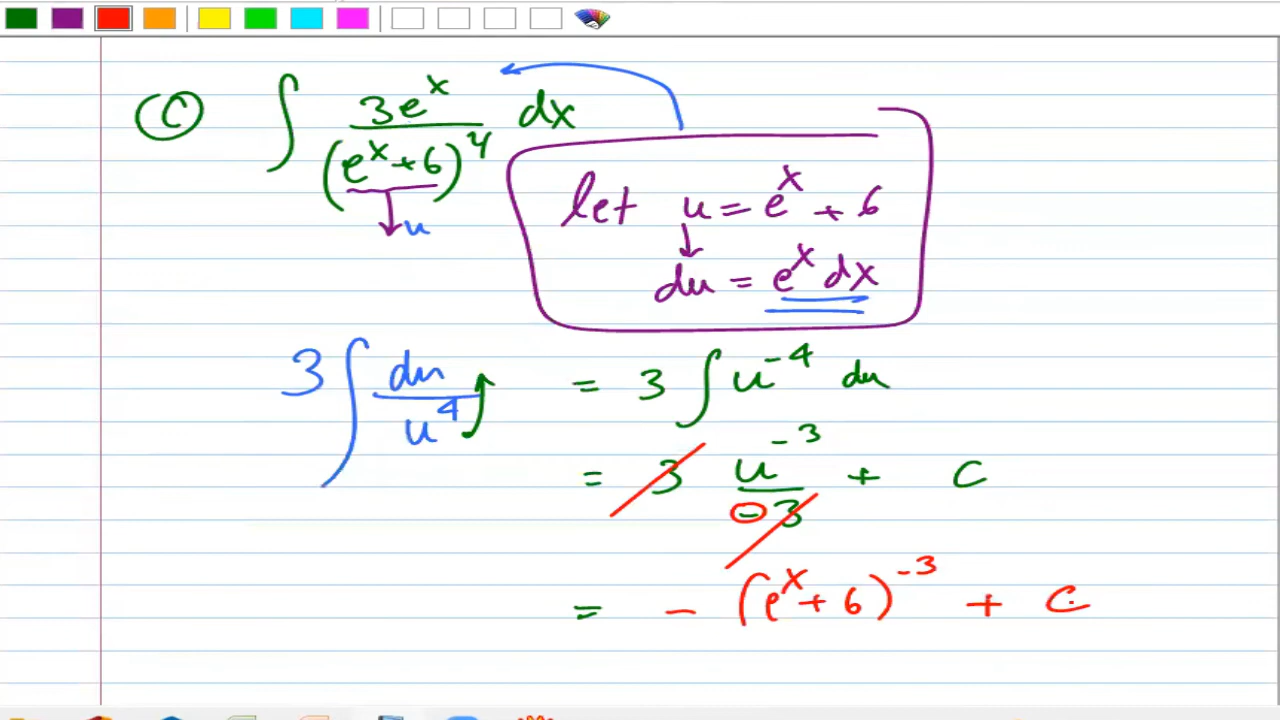 (C) ∫ 3e^x / (e^x + 6)^4 dx
u
let u = e^x + 6
du = e^x dx
3 ∫ du / u^4 = 3 ∫ u^-4 du
= 3 u^-3 / -3 + C
= - (e^x + 6)^-3 + C